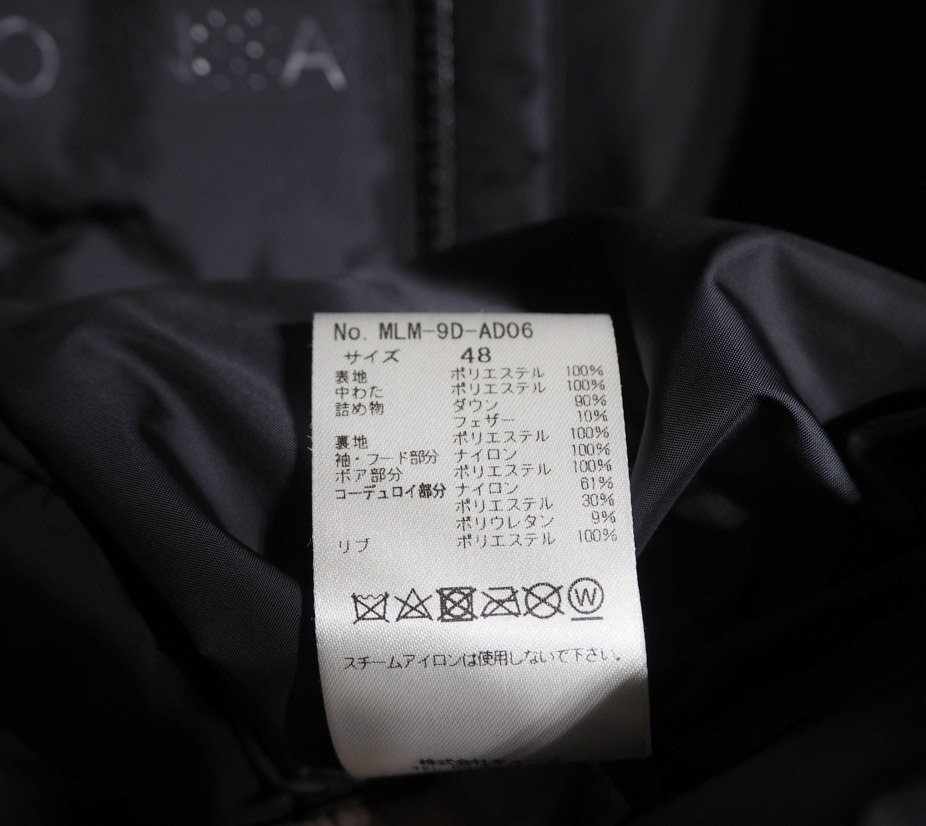 O A
No. MLM-9D-AD06
サイズ 48
表地 ポリエステル 100%
中わた ポリエステル 100%
詰め物 ダウン 90%
フェザー 10%
裏地 ポリエステル 100%
袖・フード部分 ナイロン 100%
ボア部分 ポリエステル 100%
コーデュロイ部分 ナイロン 61%
ポリエステル 30%
ポリウレタン 9%
リブ ポリエステル 100%
W
スチームアイロンは使用しないで下さい。
株式会社